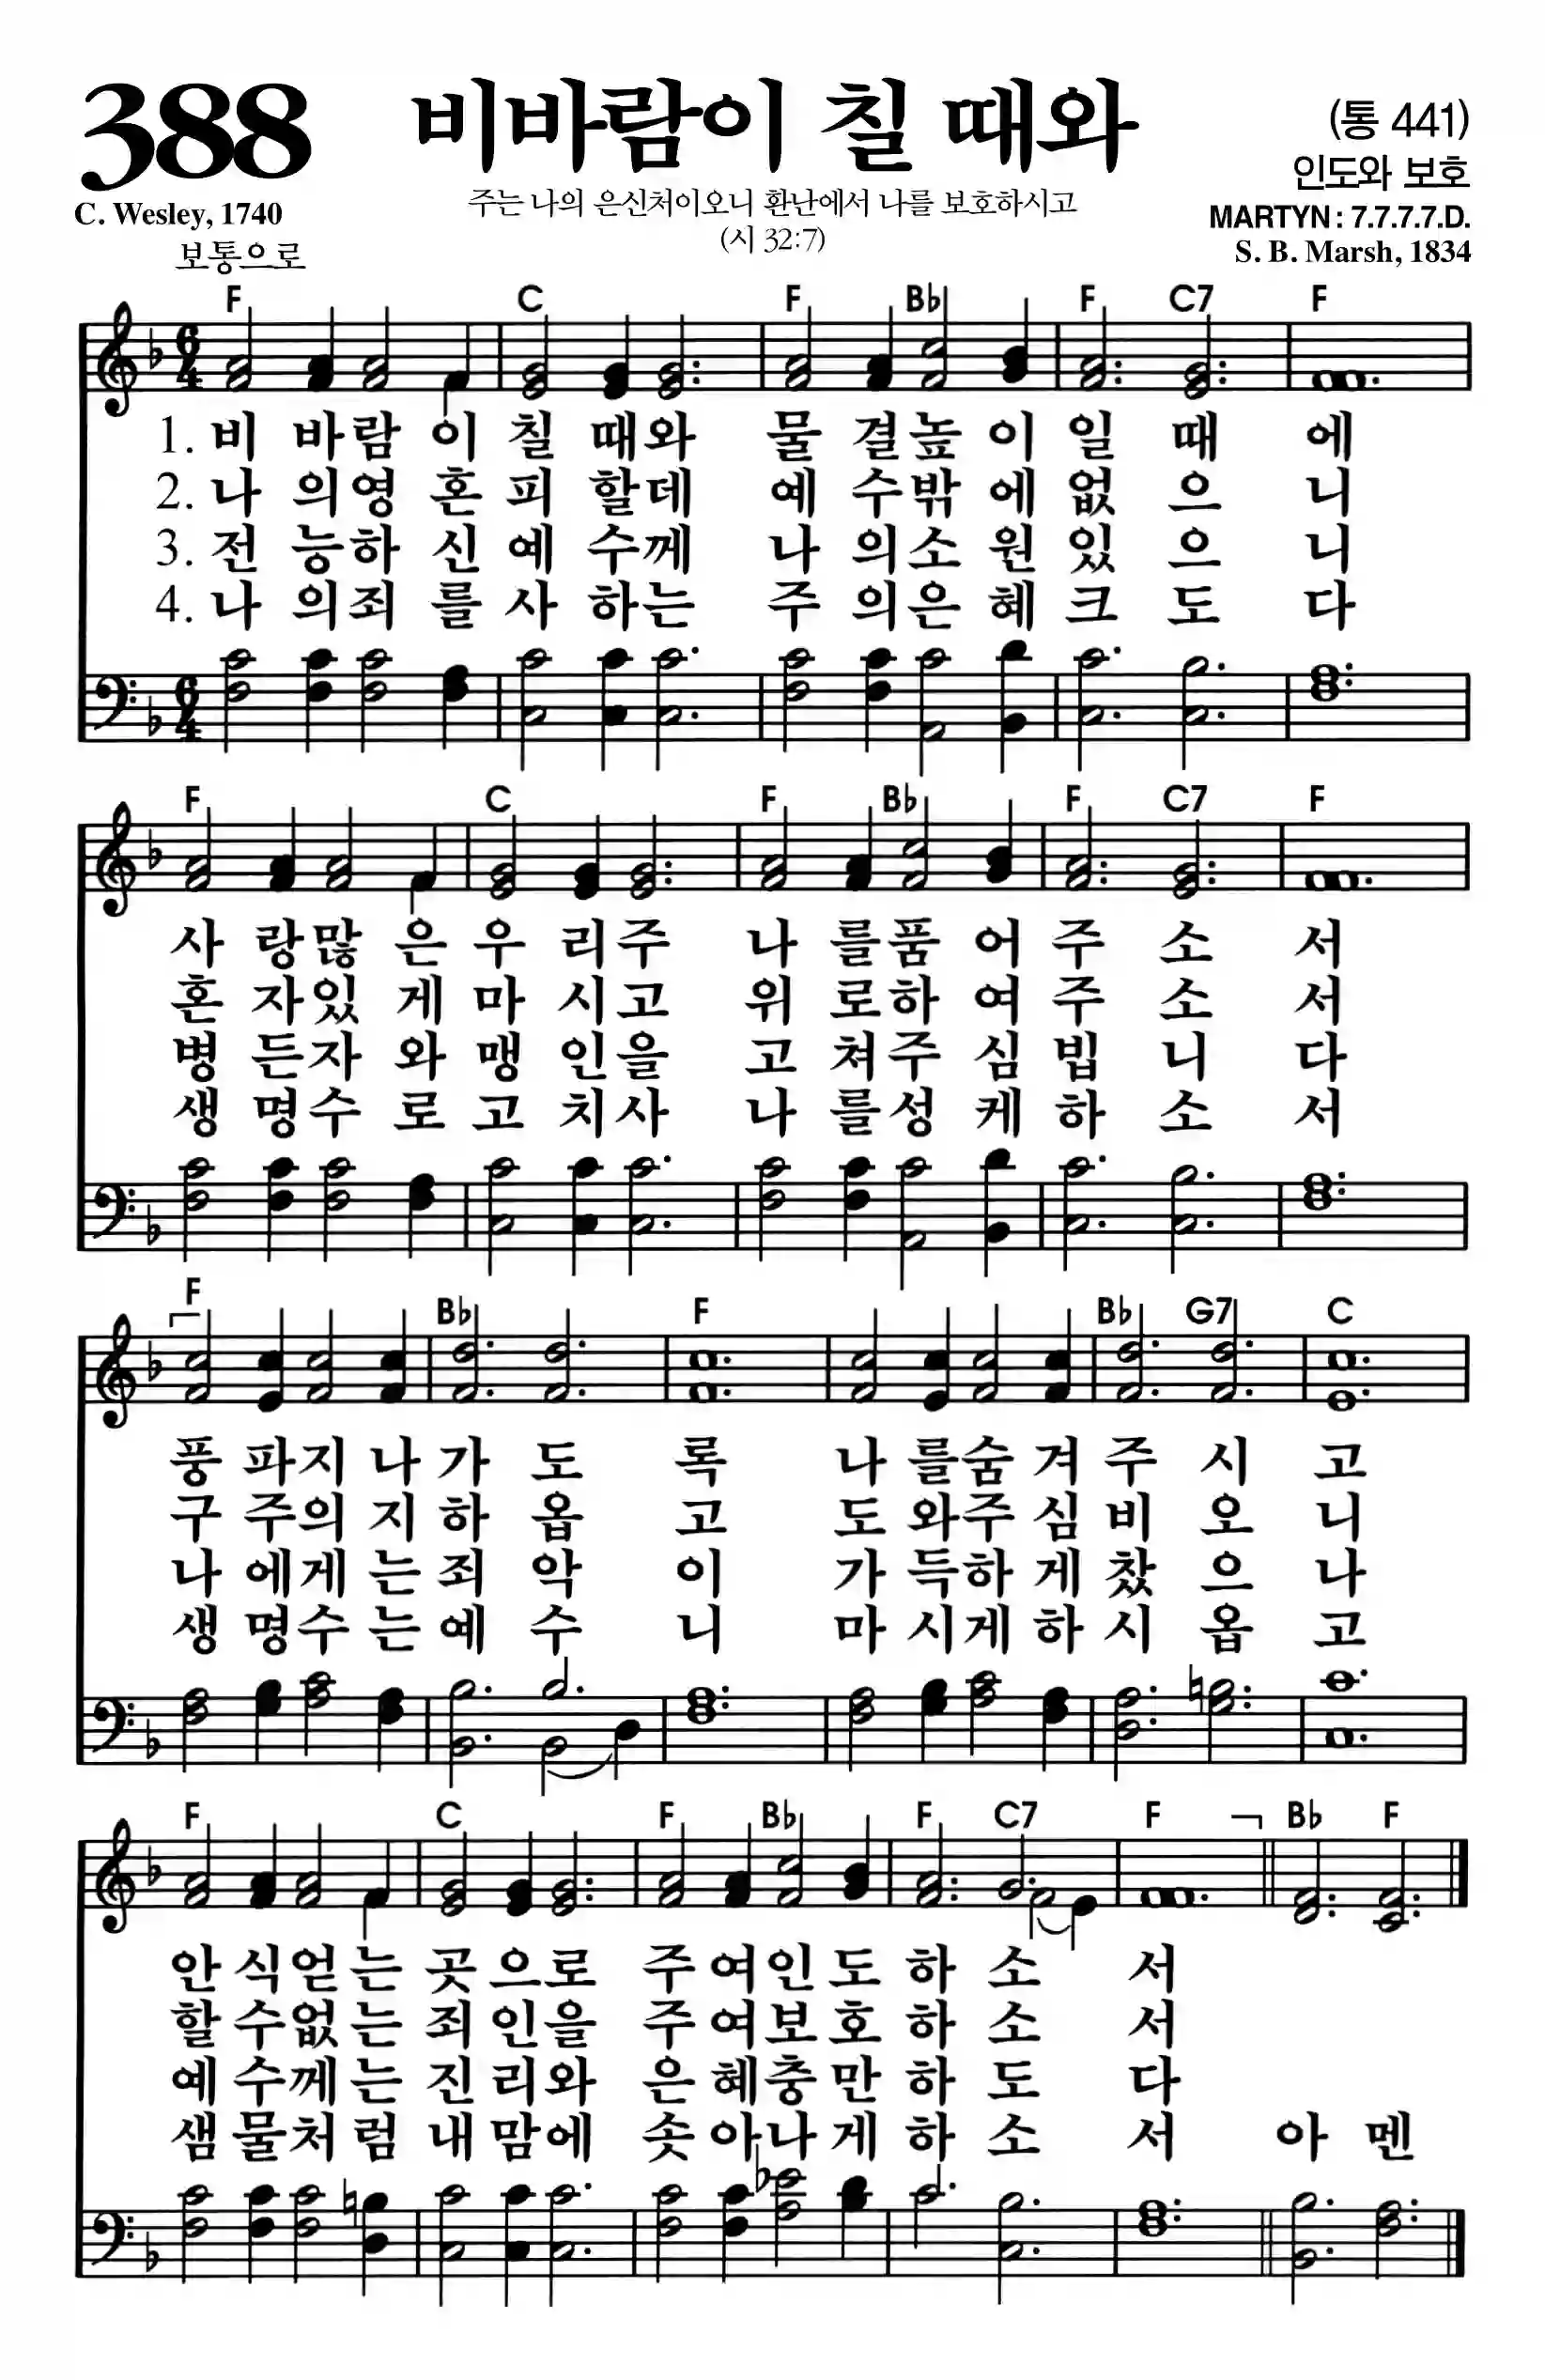 388 비바람이 칠 때와 (통 441)
인도와 보호
주는 나의 은신처이오니 환난에서 나를 보호하시고
(시 32:7)
C. Wesley, 1740
보통으로
MARTYN : 7.7.7.7.D.
S. B. Marsh, 1834
F C F B♭ F C7 F
6/4
1. 비 바람 이 칠 때와 물 결높 이 일 때 에
2. 나 의영 혼 피 할데 예 수밖 에 없 으 니
3. 전 능하 신 예 수께 나 의소 원 있 으 니
4. 나 의죄 를 사 하는 주 의은 혜 크 도 다
6/4
F C F B♭ F C7 F
사 랑많 은 우 리주 나 를품 어 주 소 서
혼 자있 게 마 시고 위 로하 여 주 소 서
병 든자 와 맹 인을 고 쳐주 심 빕 니 다
생 명수 로 고 치사 나 를성 케 하 소 서
F B♭ F B♭ G7 C
풍 파지 나 가 도 록 나 를숨 겨 주 시 고
구 주의 지 하 옵 고 도 와주 심 비 오 니
나 에게 는 죄 악 이 가 득하 게 찼 으 나
생 명수 는 예 수 니 마 시게 하 시 옵 고
F C F B♭ F C7 F B♭ F
안 식얻 는 곳 으로 주 여인 도 하 소 서
할 수없 는 죄 인을 주 여보 호 하 소 서
예 수께 는 진 리와 은 혜충 만 하 도 다
샘 물처 럼 내 맘에 솟 아나 게 하 소 서 아 멘